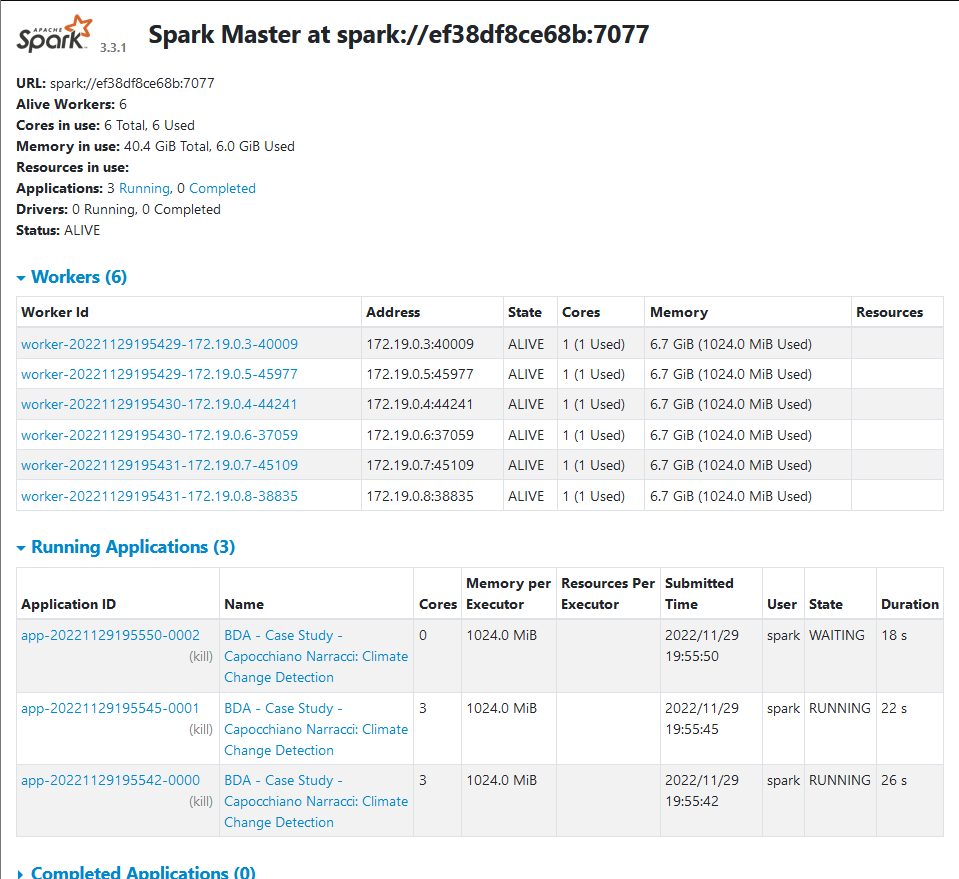 APACHE
Spark 3.3.1 Spark Master at spark://ef38df8ce68b:7077
URL: spark://ef38df8ce68b:7077
Alive Workers: 6
Cores in use: 6 Total, 6 Used
Memory in use: 40.4 GiB Total, 6.0 GiB Used
Resources in use:
Applications: 3 Running, 0 Completed
Drivers: 0 Running, 0 Completed
Status: ALIVE
Workers (6)
Worker Id Address State Cores Memory Resources
worker-20221129195429-172.19.0.3-40009 172.19.0.3:40009 ALIVE 1 (1 Used) 6.7 GiB (1024.0 MiB Used)
worker-20221129195429-172.19.0.5-45977 172.19.0.5:45977 ALIVE 1 (1 Used) 6.7 GiB (1024.0 MiB Used)
worker-20221129195430-172.19.0.4-44241 172.19.0.4:44241 ALIVE 1 (1 Used) 6.7 GiB (1024.0 MiB Used)
worker-20221129195430-172.19.0.6-37059 172.19.0.6:37059 ALIVE 1 (1 Used) 6.7 GiB (1024.0 MiB Used)
worker-20221129195431-172.19.0.7-45109 172.19.0.7:45109 ALIVE 1 (1 Used) 6.7 GiB (1024.0 MiB Used)
worker-20221129195431-172.19.0.8-38835 172.19.0.8:38835 ALIVE 1 (1 Used) 6.7 GiB (1024.0 MiB Used)
Running Applications (3)
Memory per Resources Per Submitted
Application ID Name Cores Executor Executor Time User State Duration
app-20221129195550-0002 BDA - Case Study - 0 1024.0 MiB 2022/11/29 spark WAITING 18 s
(kill) Capocchiano Narracci: Climate 19:55:50
Change Detection
app-20221129195545-0001 BDA - Case Study - 3 1024.0 MiB 2022/11/29 spark RUNNING 22 s
(kill) Capocchiano Narracci: Climate 19:55:45
Change Detection
app-20221129195542-0000 BDA - Case Study - 3 1024.0 MiB 2022/11/29 spark RUNNING 26 s
(kill) Capocchiano Narracci: Climate 19:55:42
Change Detection
Completed Applications (0)